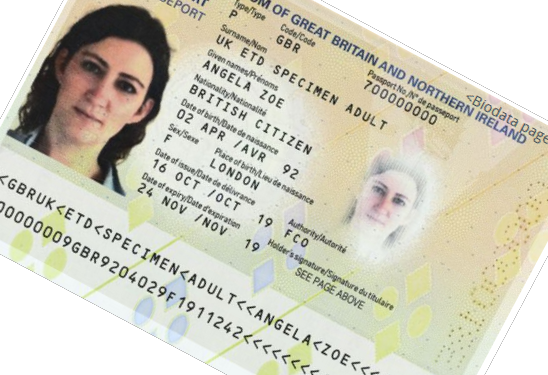 PORT
SEPORT
Type/Type
P
Code/Code
GBR
OM OF GREAT BRITAIN AND NORTHERN IRELAND
Passport No./N° de passeport
700000000
<Biodata page
Surname/Nom
UK ETD SPECIMEN ADULT
Given names/Prénoms
ANGELA ZOE
Nationality/Nationalité
BRITISH CITIZEN
Date of birth/Date de naissance
02 APR /AVR 92
Sex/Sexe
F
Place of birth/Lieu de naissance
LONDON
Date of issue/Date de délivrance
16 OCT /OCT 19
Authority/Autorité
FCO
Date of expiry/Date d'expiration
24 NOV /NOV 19
Holder's signature/Signature du titulaire
SEE PAGE ABOVE
<GBRUK<ETD<SPECIMEN<ADULT<<ANGELA<ZOE<<<
00000009GBR9204029F1911242<<<<<<<<